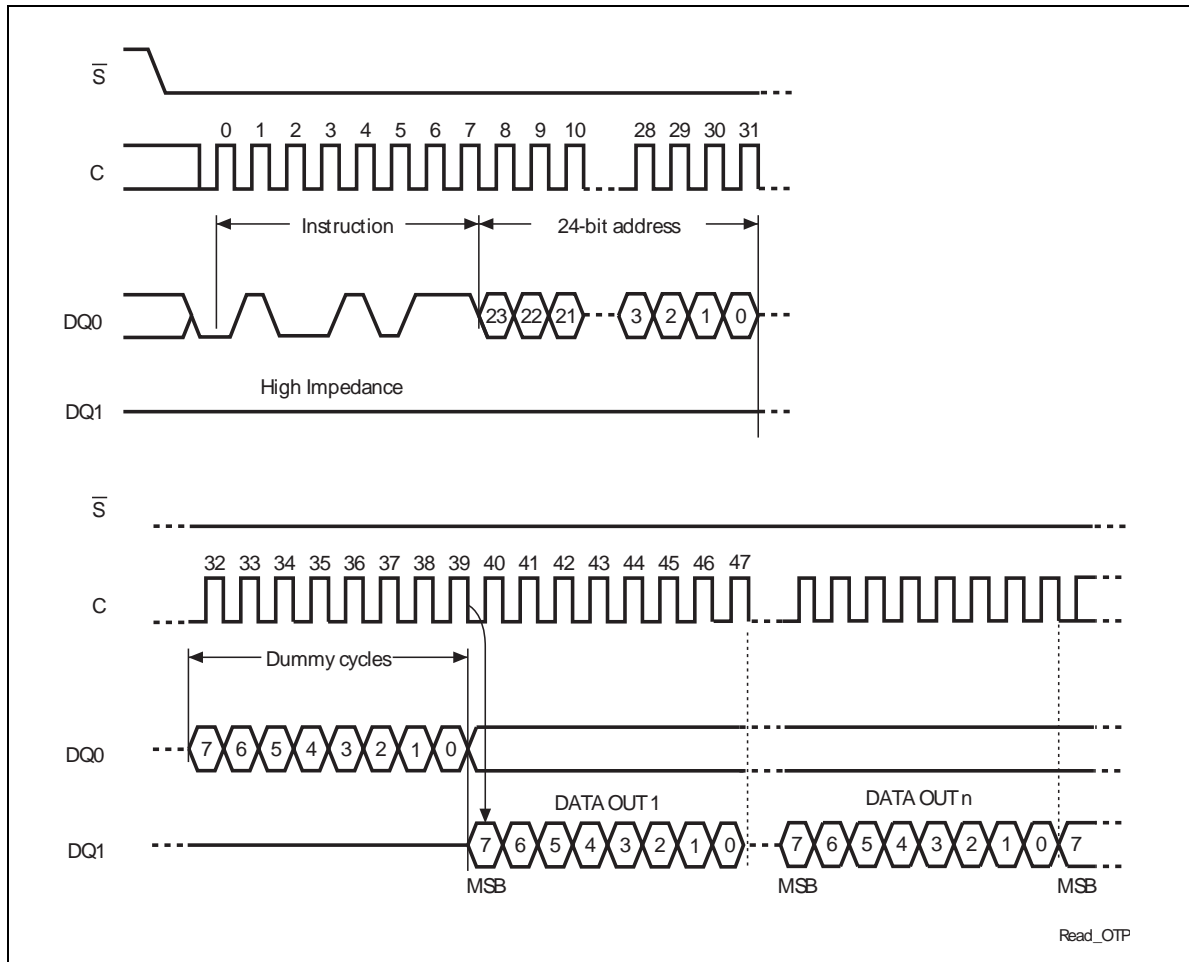 S
0 1 2 3 4 5 6 7 8 9 10 28 29 30 31
C
Instruction 24-bit address
DQ0 23 22 21 3 2 1 0
High Impedance
DQ1
S
32 33 34 35 36 37 38 39 40 41 42 43 44 45 46 47
C
Dummy cycles
DQ0 7 6 5 4 3 2 1 0
DATA OUT 1 DATA OUT n
DQ1 7 6 5 4 3 2 1 0 7 6 5 4 3 2 1 0 7
MSB MSB MSB
Read_OTP